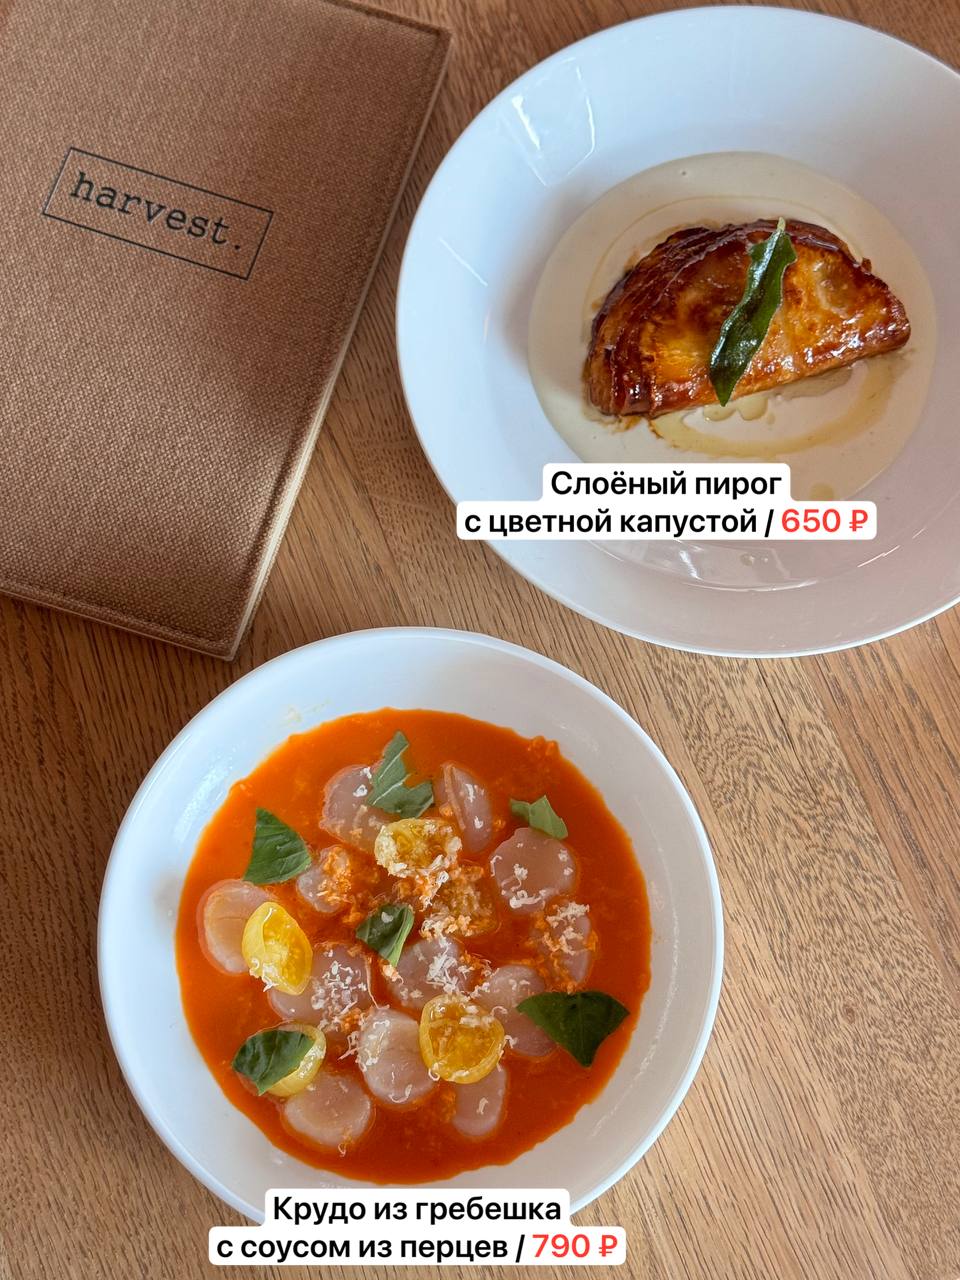 harvest.
Слоёный пирог
с цветной капустой / 650 ₽
Крудо из гребешка
с соусом из перцев / 790 ₽